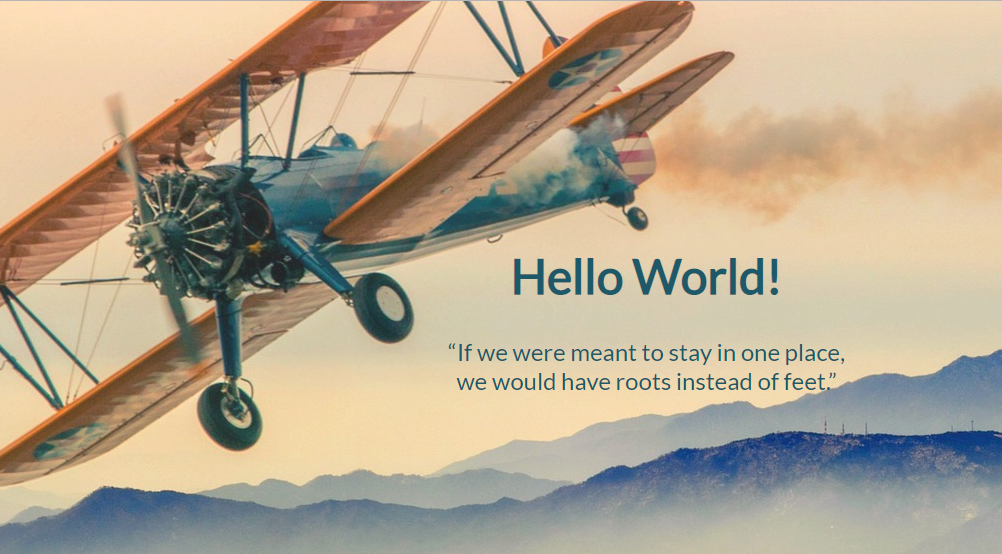 Hello World!
“If we were meant to stay in one place,
we would have roots instead of feet.”